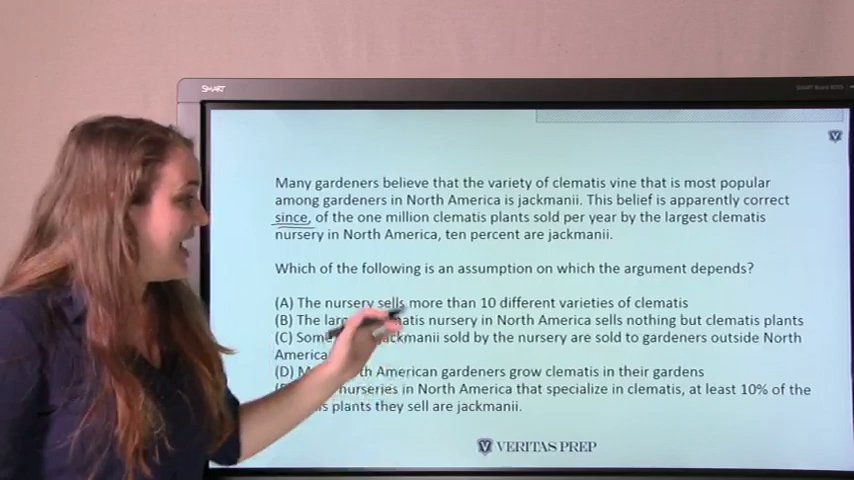 SMART
Many gardeners believe that the variety of clematis vine that is most popular
among gardeners in North America is jackmanii. This belief is apparently correct
since, of the one million clematis plants sold per year by the largest clematis
nursery in North America, ten percent are jackmanii.
Which of the following is an assumption on which the argument depends?
(A) The nursery sells more than 10 different varieties of clematis
(B) The clematis nursery in North America sells nothing but clematis plants
(C) jackmanii sold by the nursery are sold to gardeners outside North
America
(D) American gardeners grow clematis in their gardens
nurseries in North America that specialize in clematis, at least 10% of the
plants they sell are jackmanii.
VERITAS PREP